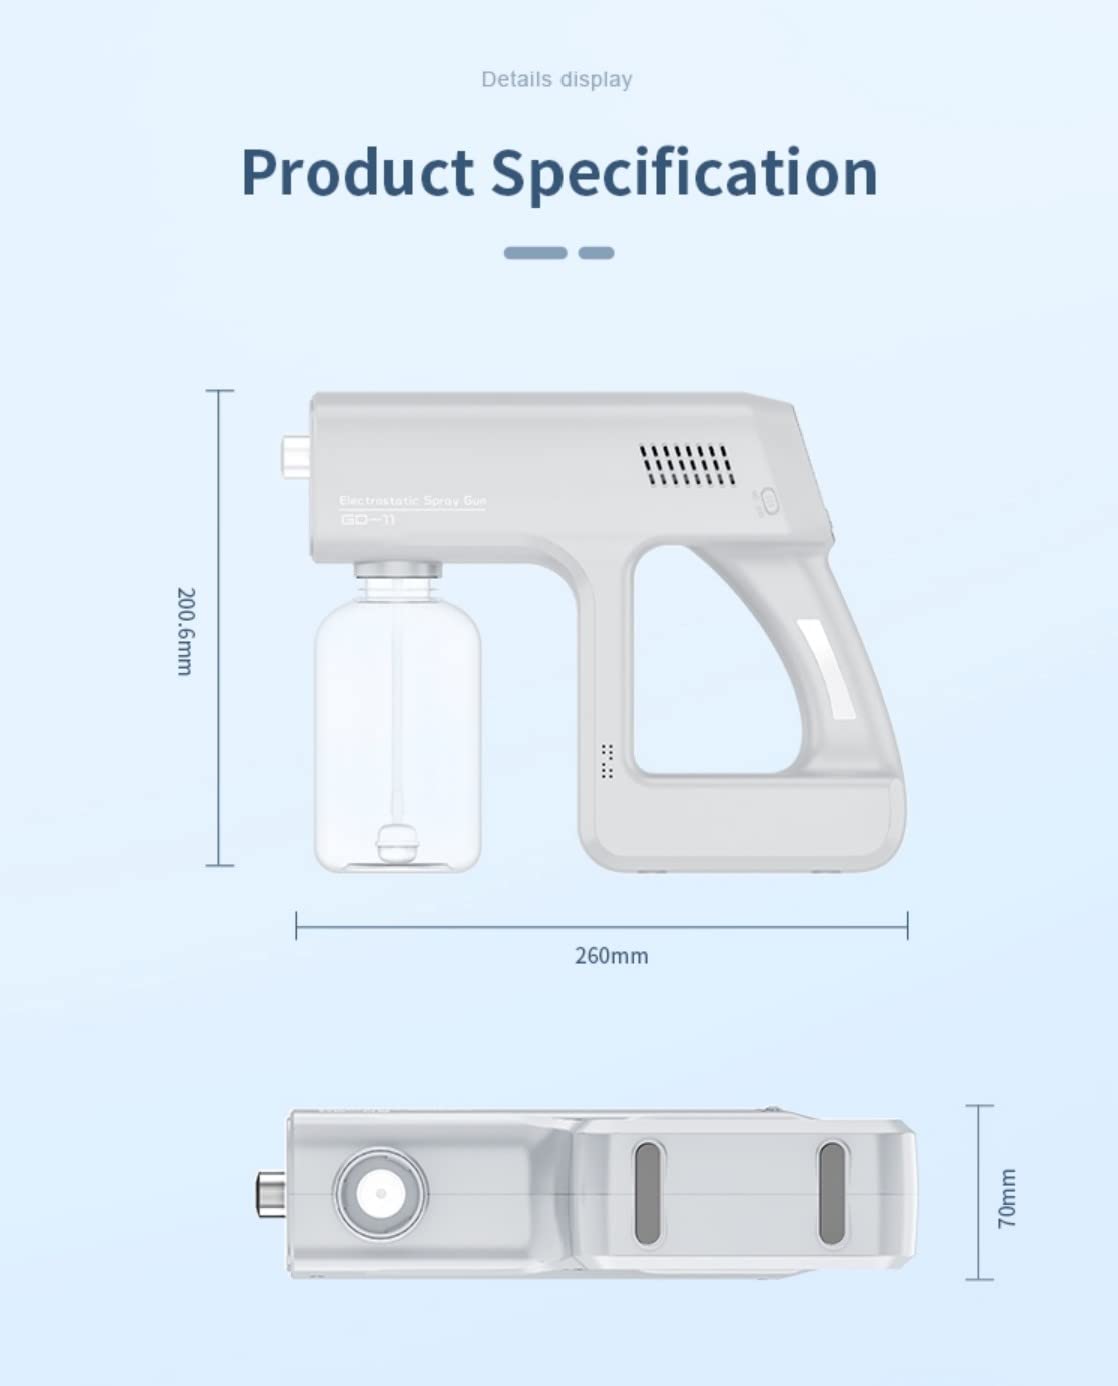 Details display
Product Specification
Electrostatic Spray Gun
GD-11
200.6mm
260mm
70mm